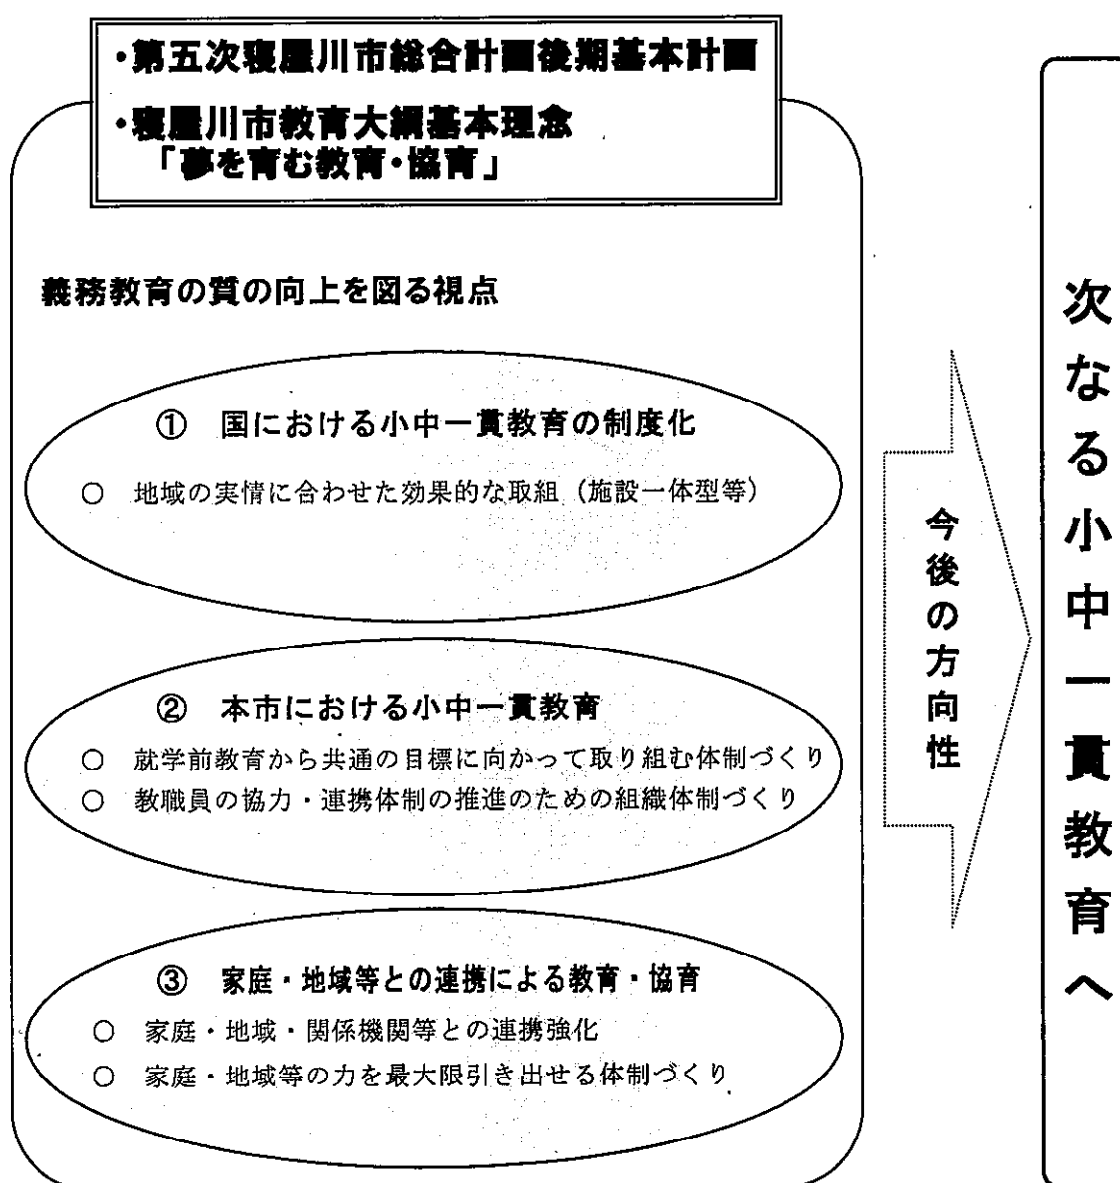 ・第五次寝屋川市総合計画後期基本計画
・寝屋川市教育大綱基本理念
「夢を育む教育・協育」
義務教育の質の向上を図る視点
① 国における小中一貫教育の制度化
○ 地域の実情に合わせた効果的な取組（施設一体型等）
② 本市における小中一貫教育
○ 就学前教育から共通の目標に向かって取り組む体制づくり
○ 教職員の協力・連携体制の推進のための組織体制づくり
③ 家庭・地域等との連携による教育・協育
○ 家庭・地域・関係機関等との連携強化
○ 家庭・地域等の力を最大限引き出せる体制づくり
今後の方向性
次なる小中一貫教育へ